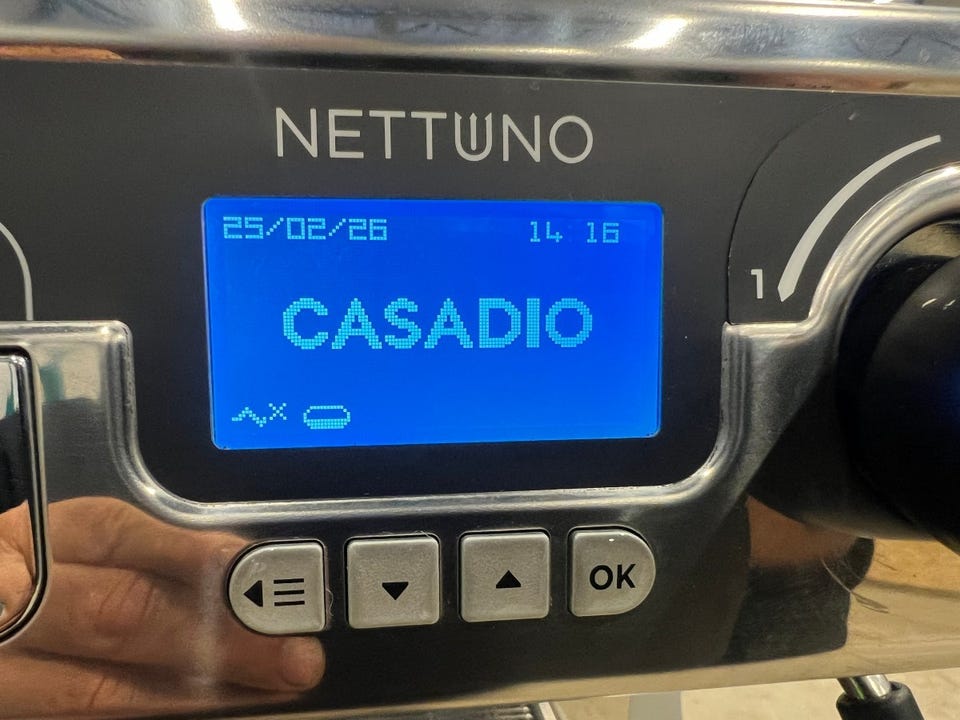 NETTUNO
25/02/26 14 16
CASADIO
1
OK